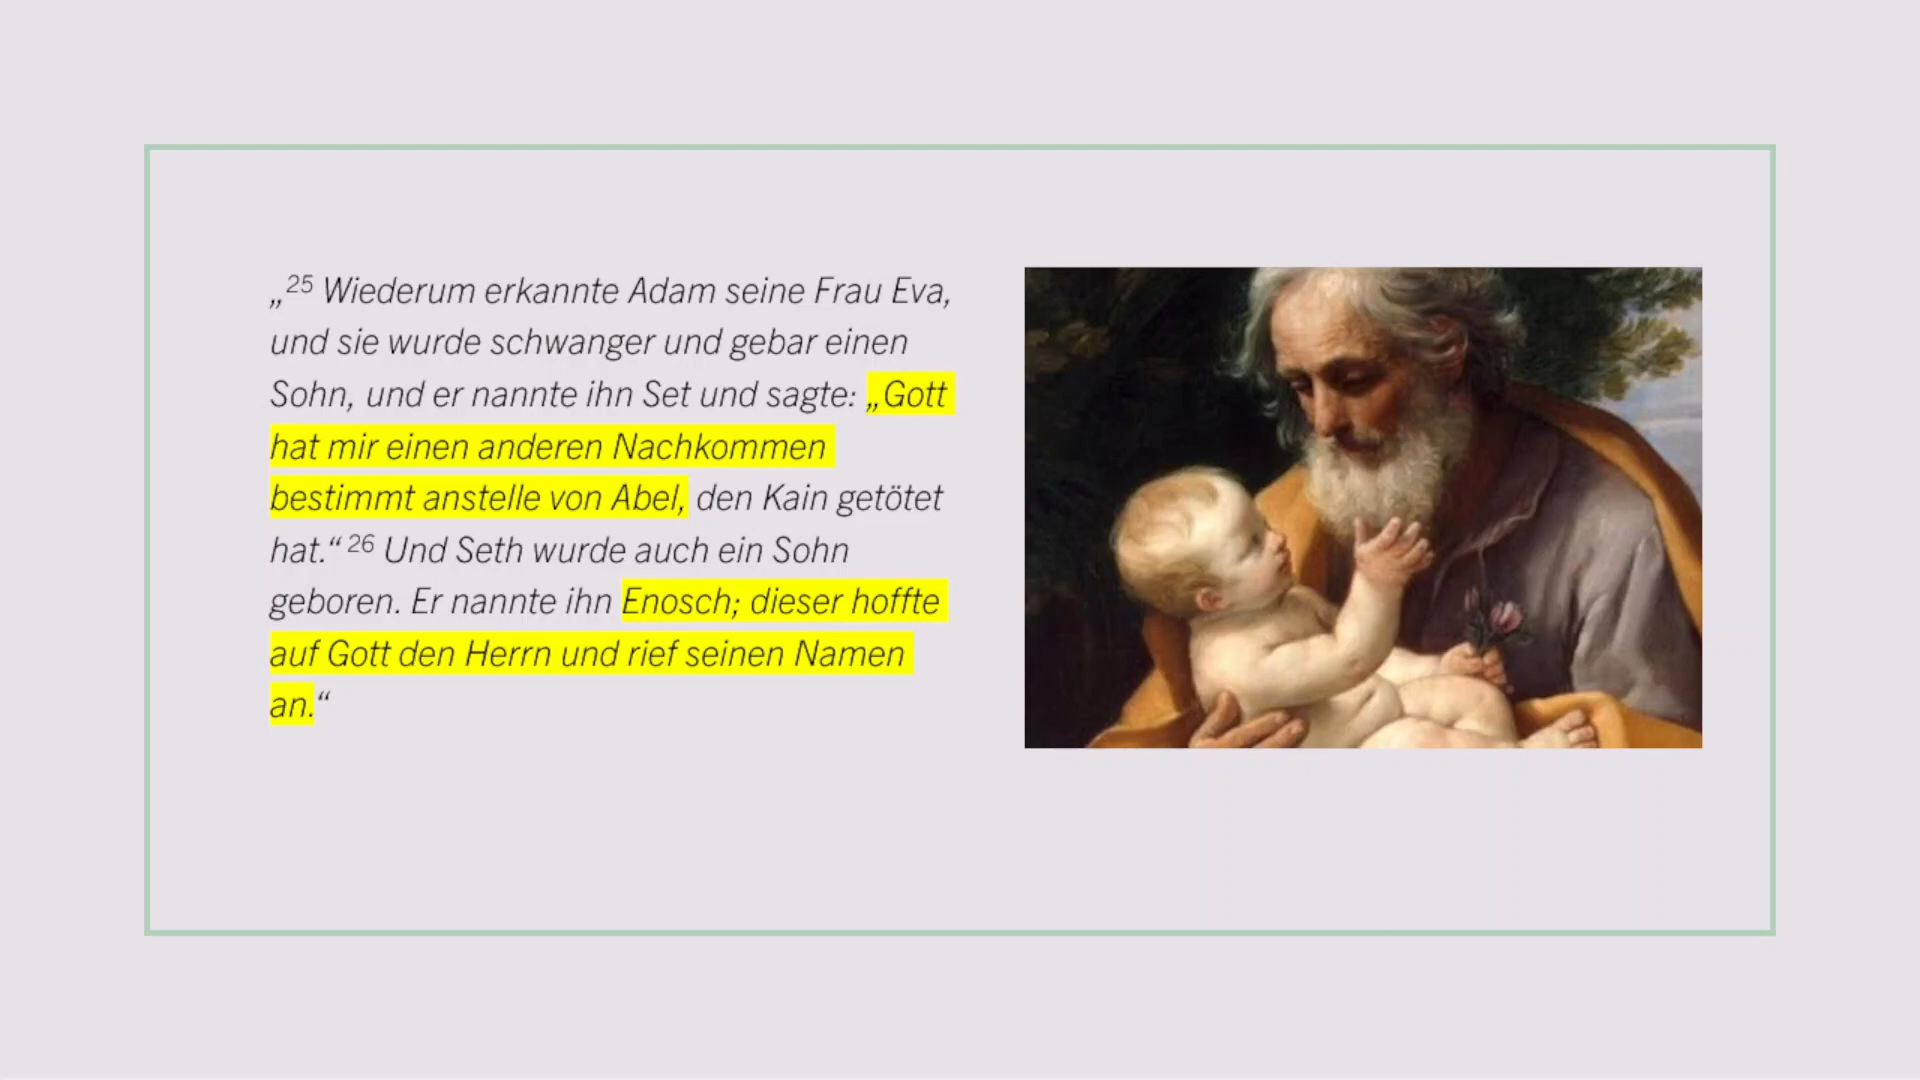 „25 Wiederum erkannte Adam seine Frau Eva,
und sie wurde schwanger und gebar einen
Sohn, und er nannte ihn Set und sagte: „Gott
hat mir einen anderen Nachkommen
bestimmt anstelle von Abel, den Kain getötet
hat.“ 26 Und Seth wurde auch ein Sohn
geboren. Er nannte ihn Enosch; dieser hoffte
auf Gott den Herrn und rief seinen Namen
an.“